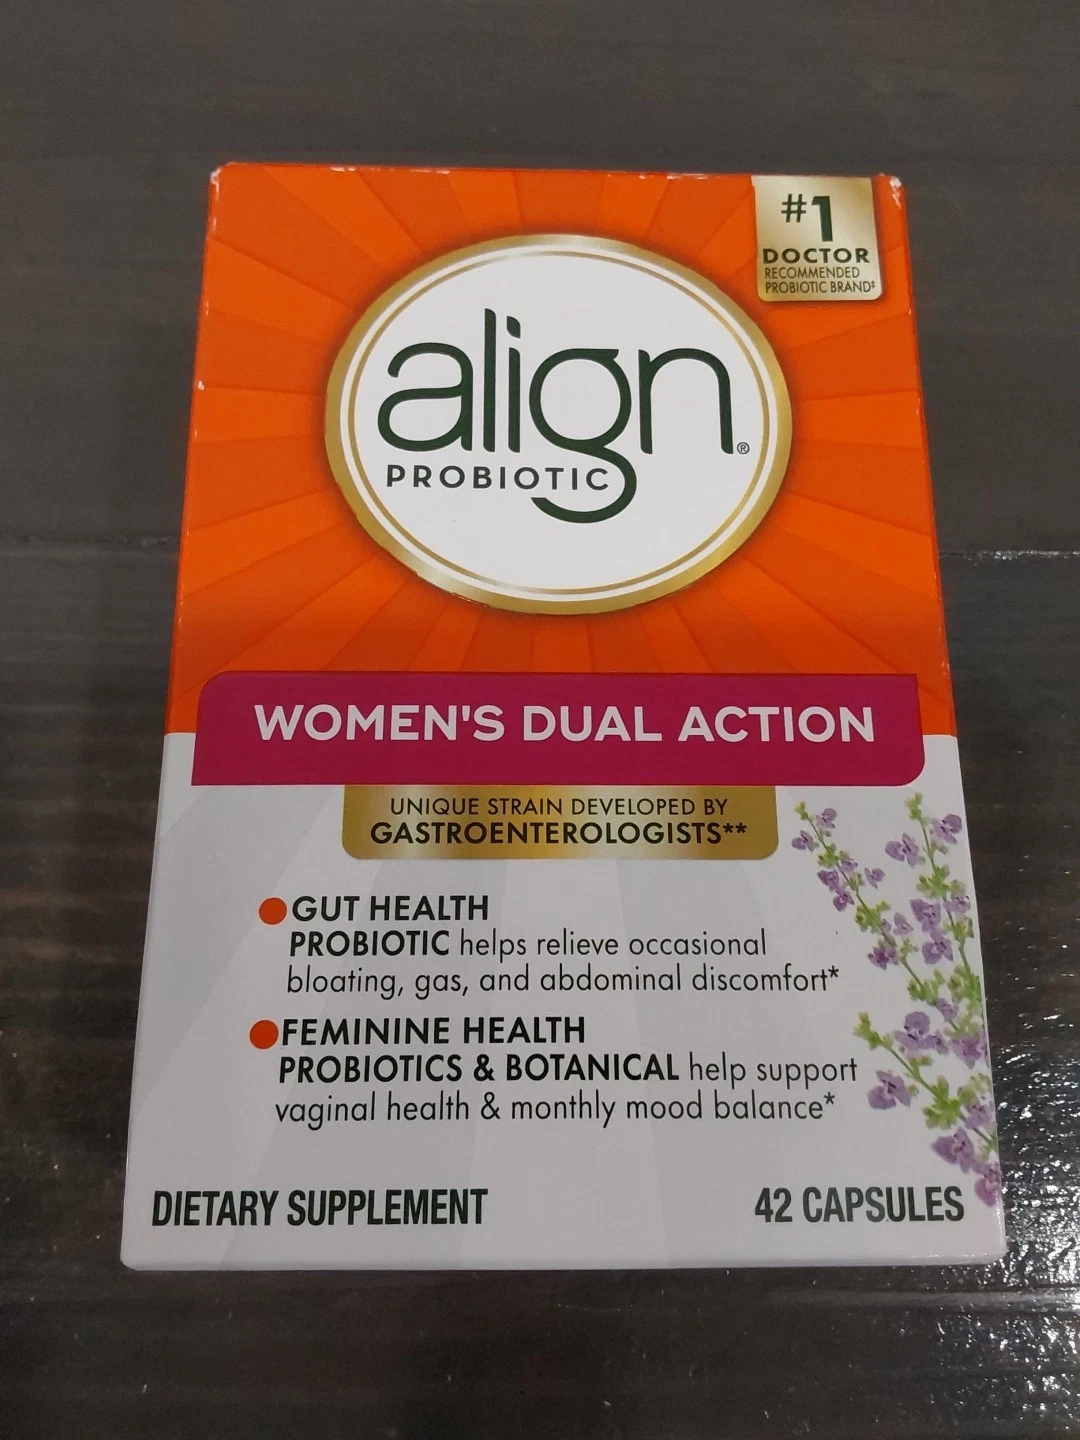 #1
DOCTOR
RECOMMENDED
PROBIOTIC BRAND‡
align®
PROBIOTIC
WOMEN'S DUAL ACTION
UNIQUE STRAIN DEVELOPED BY
GASTROENTEROLOGISTS**
GUT HEALTH
PROBIOTIC helps relieve occasional
bloating, gas, and abdominal discomfort*
FEMININE HEALTH
PROBIOTICS & BOTANICAL help support
vaginal health & monthly mood balance*
DIETARY SUPPLEMENT
42 CAPSULES